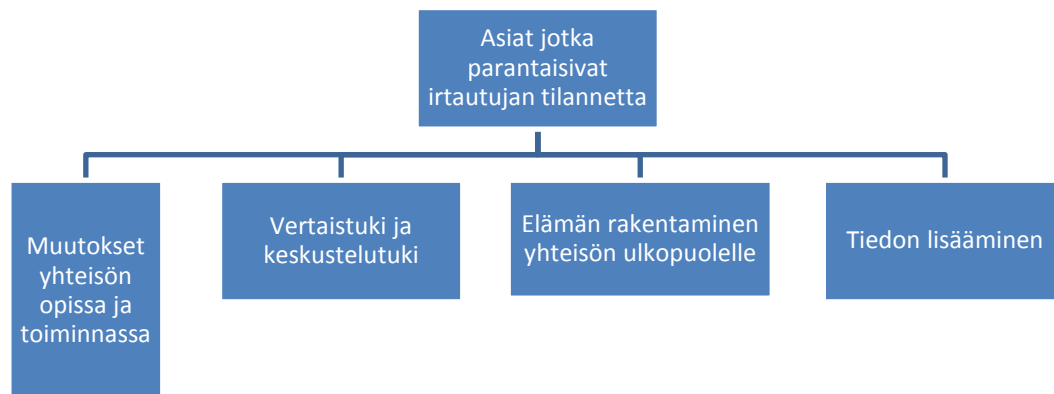 Asiat jotka
parantaisivat
irtautujan tilannetta
Muutokset
yhteisön
opissa ja
toiminnassa
Vertaistuki ja
keskustelutuki
Elämän rakentaminen
yhteisön ulkopuolelle
Tiedon lisääminen